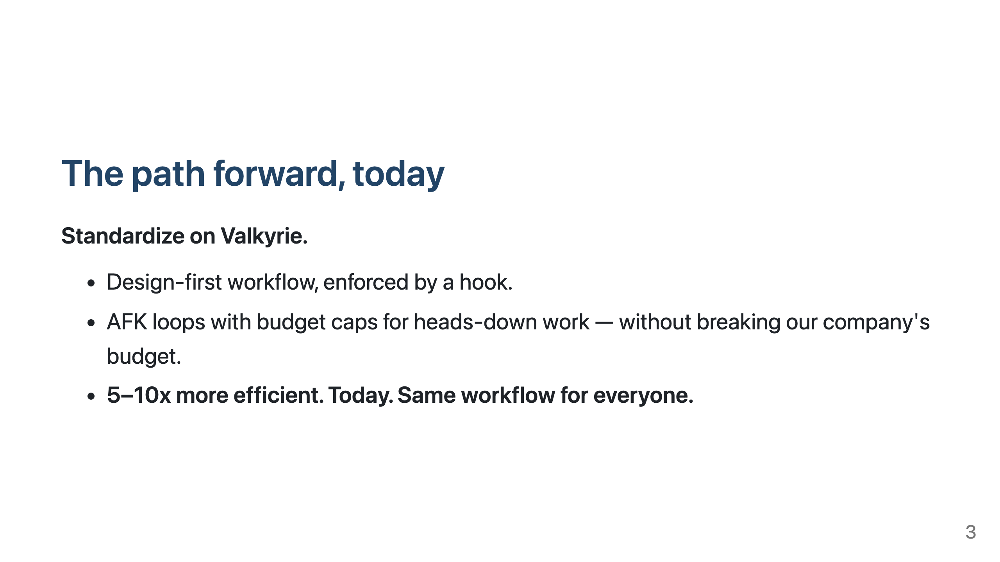 The path forward, today
Standardize on Valkyrie.
• Design-first workflow, enforced by a hook.
• AFK loops with budget caps for heads-down work — without breaking our company's
budget.
• 5–10x more efficient. Today. Same workflow for everyone.
3